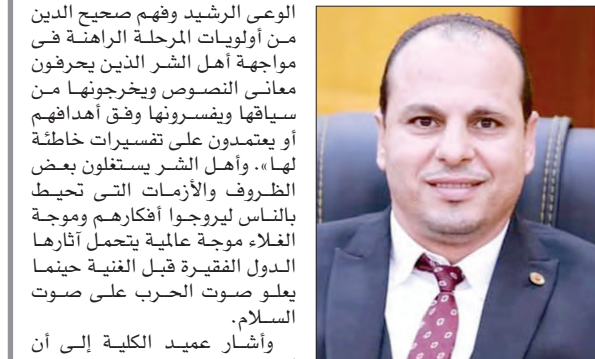 الوعى الرشيد وفهم صحيح الدين
من أولويات المرحلة الراهنة فى
مواجهة أهل الشر الذين يحرفون
معانى النصوص ويخرجونها من
سياقها ويفسرونها وفق أهدافهم
أو يعتمدون على تفسيرات خاطئة
لها». وأهل الشر يستغلون بعض
الظروف والأزمات التى تحيط
بالناس ليروجوا أفكارهم وموجة
الغلاء موجة عالمية يتحمل آثارها
الدول الفقيرة قبل الغنية حينما
يعلو صوت الحرب على صوت
السلام.
وأشار عميد الكلية إلى أن